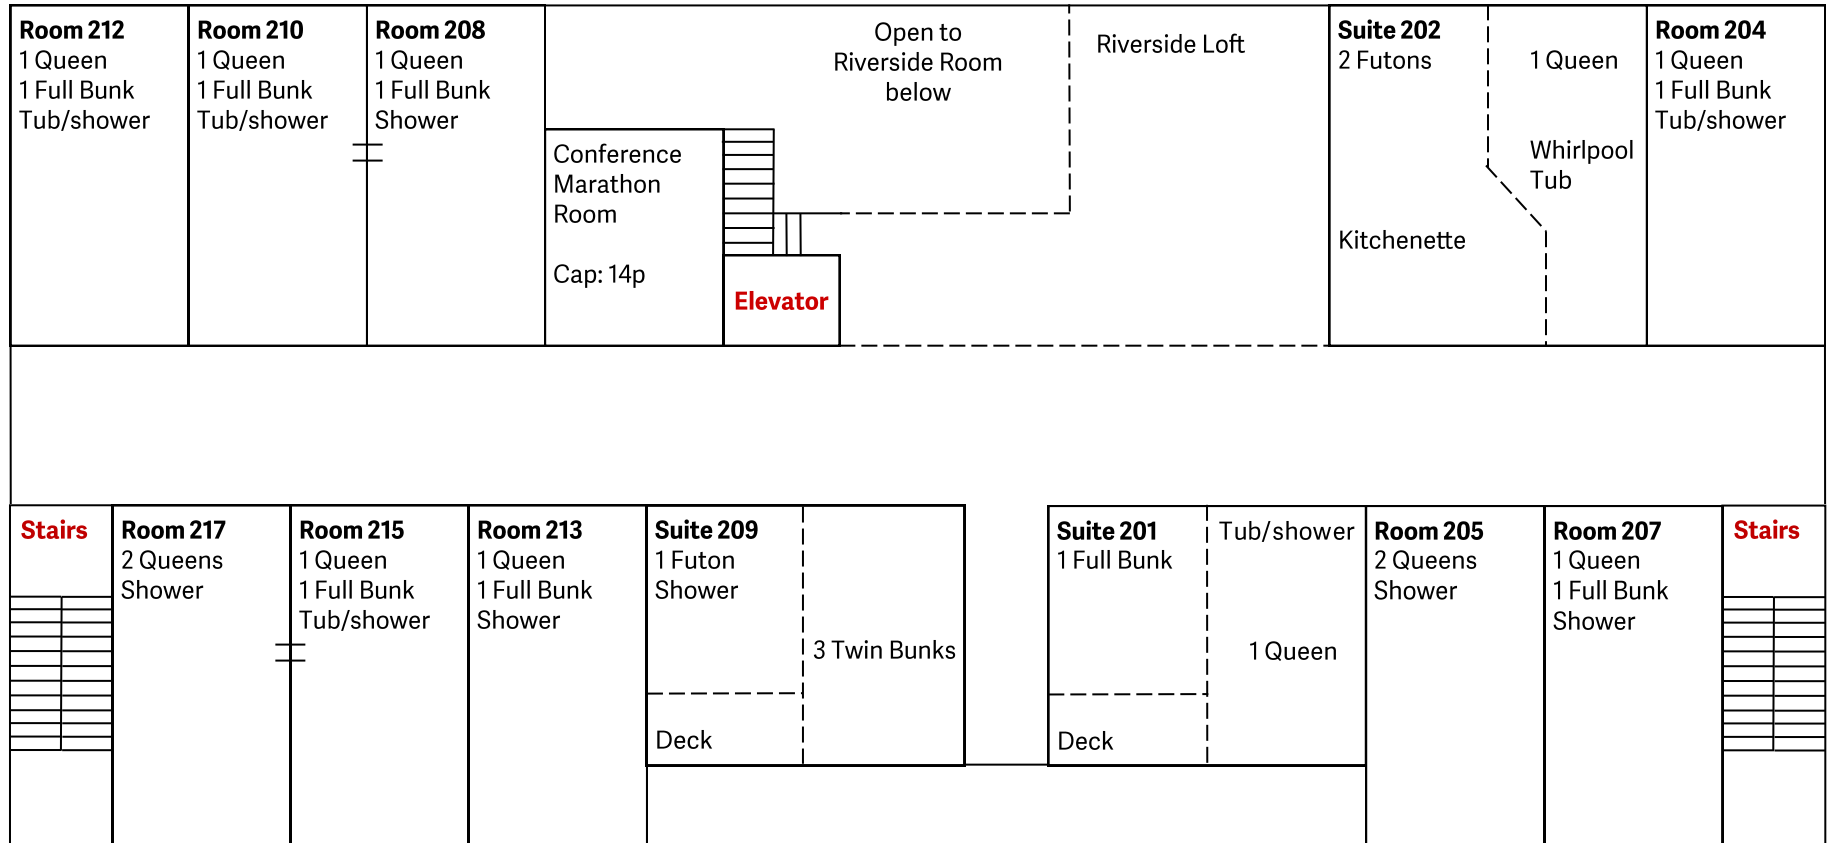 Room 212
1 Queen
1 Full Bunk
Tub/shower
Room 210
1 Queen
1 Full Bunk
Tub/shower
Room 208
1 Queen
1 Full Bunk
Shower
Conference
Marathon
Room
Cap: 14p
Elevator
Open to
Riverside Room
below
Riverside Loft
Suite 202
2 Futons
Kitchenette
1 Queen
Whirlpool
Tub
Room 204
1 Queen
1 Full Bunk
Tub/shower
Stairs
Room 217
2 Queens
Shower
Room 215
1 Queen
1 Full Bunk
Tub/shower
Room 213
1 Queen
1 Full Bunk
Shower
Suite 209
1 Futon
Shower
Deck
3 Twin Bunks
Suite 201
1 Full Bunk
Deck
Tub/shower
1 Queen
Room 205
2 Queens
Shower
Room 207
1 Queen
1 Full Bunk
Shower
Stairs